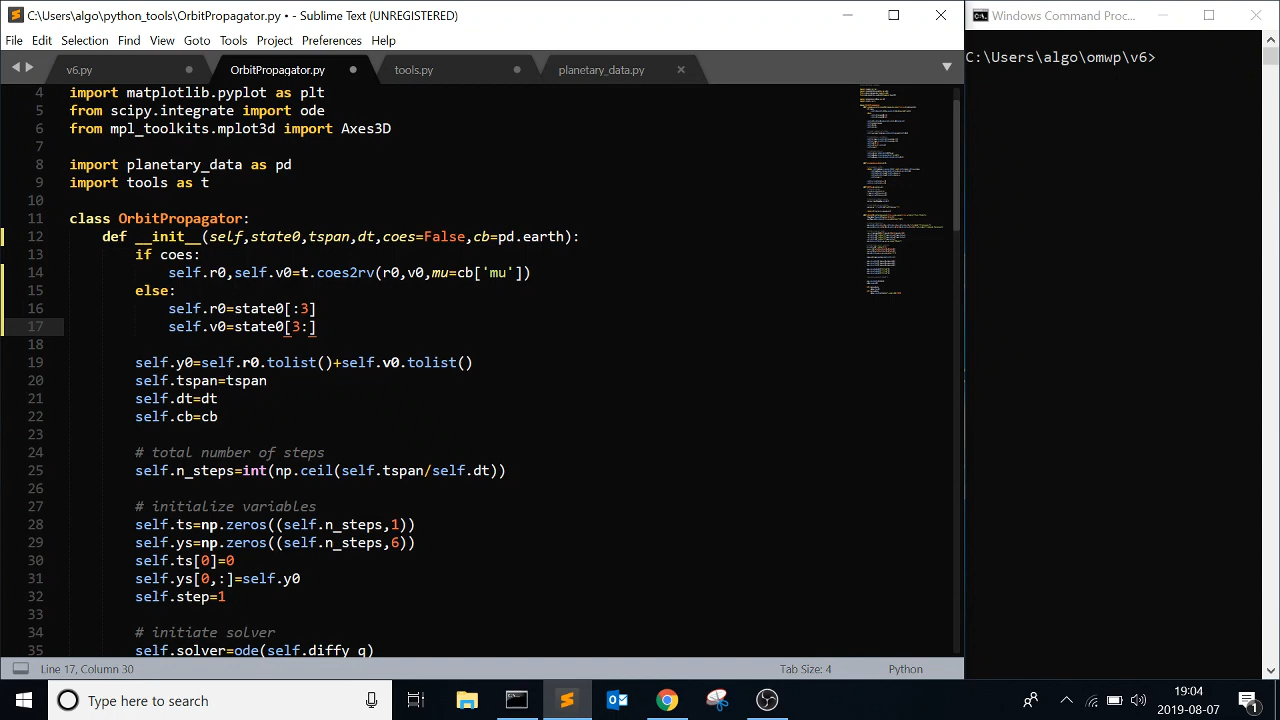 C:\Users\algo\python_tools\OrbitPropagator.py • - Sublime Text (UNREGISTERED)
Windows Command Proc...
File Edit Selection Find View Goto Tools Project Preferences Help
v6.py OrbitPropagator.py tools.py planetary_data.py
C:\Users\algo\omwp\v6>
4 import matplotlib.pyplot as plt
5 from scipy.integrate import ode
6 from mpl_toolkits.mplot3d import Axes3D
7
8 import planetary_data as pd
9 import tools as t
10
11 class OrbitPropagator:
12 def __init__(self,state0,tspan,dt,coes=False,cb=pd.earth):
13 if coes:
14 self.r0,self.v0=t.coes2rv(r0,v0,mu=cb['mu'])
15 else:
16 self.r0=state0[:3]
17 self.v0=state0[3:]
18
19 self.y0=self.r0.tolist()+self.v0.tolist()
20 self.tspan=tspan
21 self.dt=dt
22 self.cb=cb
23
24 # total number of steps
25 self.n_steps=int(np.ceil(self.tspan/self.dt))
26
27 # initialize variables
28 self.ts=np.zeros((self.n_steps,1))
29 self.ys=np.zeros((self.n_steps,6))
30 self.ts[0]=0
31 self.ys[0,:]=self.y0
32 self.step=1
33
34 # initiate solver
35 self.solver=ode(self.diffy_q)
Line 17, Column 30 Tab Size: 4 Python
Type here to search
19:04
2019-08-07